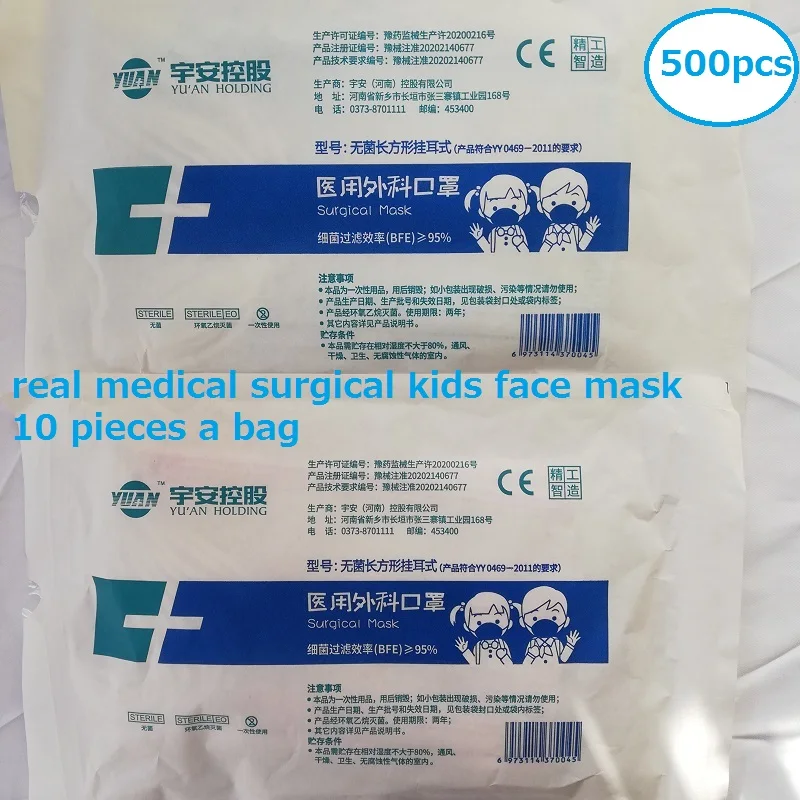 500pcs
生产许可证编号：豫药监械生产许20200216号
产品注册证编号：豫械注准20202140677
产品技术要求编号：豫械注准20202140677
CE
精工
智造
YUAN TM
宇安控股
YU'AN HOLDING
生产商：宇安（河南）控股有限公司
地　址：河南省新乡市长垣市张三寨镇工业园168号
电　话：0373-8701111　邮编：453400
型号：无菌长方形挂耳式（产品符合YY 0469－2011的要求）
医用外科口罩
Surgical Mask
细菌过滤效率(BFE)≥95%
注意事项
•本品为一次性用品，用后销毁；如小包装出现破损、污染等情况请勿使用；
•产品生产日期、生产批号和失效日期，见包装袋封口处或袋内标签；
•产品经环氧乙烷灭菌。使用期限：两年；
•其它内容详见产品说明书。
贮存条件
•本品需贮存在相对湿度不大于80%，通风、
干燥、卫生、无腐蚀性气体的室内。
STERILE
无菌
STERILE EO
环氧乙烷灭菌
一次性使用
6 973114 370045
real medical surgical kids face mask
10 pieces a bag
生产许可证编号：豫药监械生产许20200216号
产品注册证编号：豫械注准20202140677
产品技术要求编号：豫械注准20202140677
CE
精工
智造
YUAN TM
宇安控股
YU'AN HOLDING
生产商：宇安（河南）控股有限公司
地　址：河南省新乡市长垣市张三寨镇工业园168号
电　话：0373-8701111　邮编：453400
型号：无菌长方形挂耳式（产品符合YY 0469－2011的要求）
医用外科口罩
Surgical Mask
细菌过滤效率(BFE)≥95%
注意事项
•本品为一次性用品，用后销毁；如小包装出现破损、污染等情况请勿使用；
•产品生产日期、生产批号和失效日期，见包装袋封口处或袋内标签；
•产品经环氧乙烷灭菌。使用期限：两年；
•其它内容详见产品说明书。
贮存条件
•本品需贮存在相对湿度不大于80%，通风、
干燥、卫生、无腐蚀性气体的室内。
STERILE
无菌
STERILE EO
环氧乙烷灭菌
一次性使用
6 973114 370045